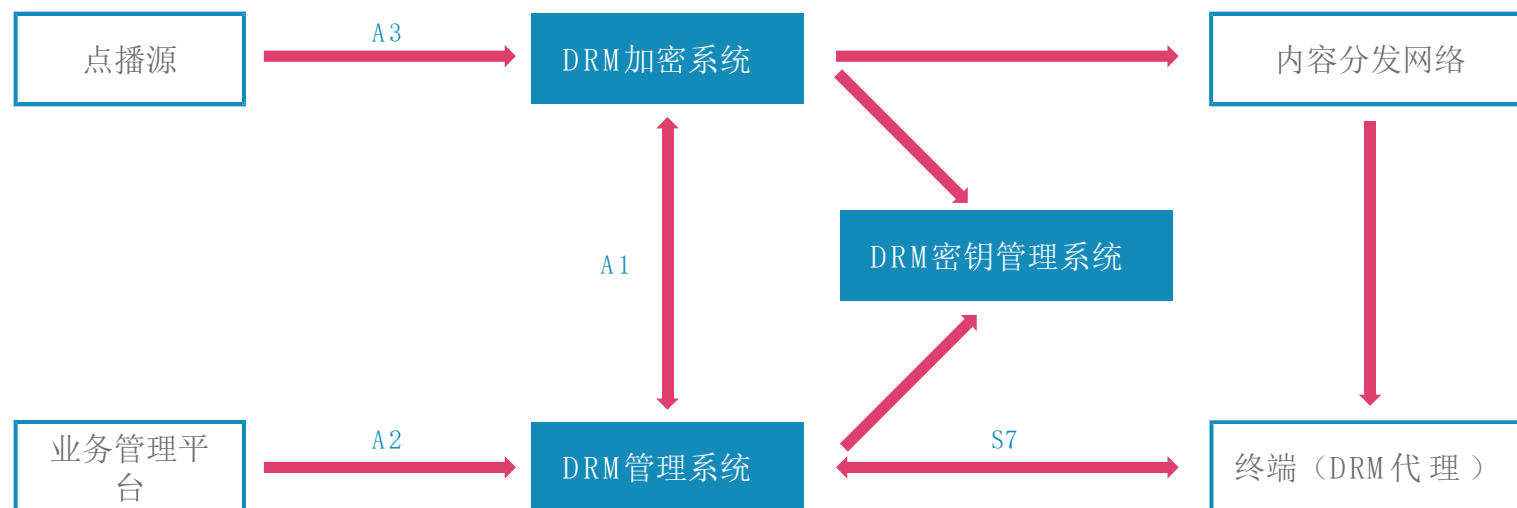 点播源
A3
DRM加密系统
内容分发网络
A1
DRM密钥管理系统
业务管理平
台
A2
DRM管理系统
S7
终端（DRM代理）